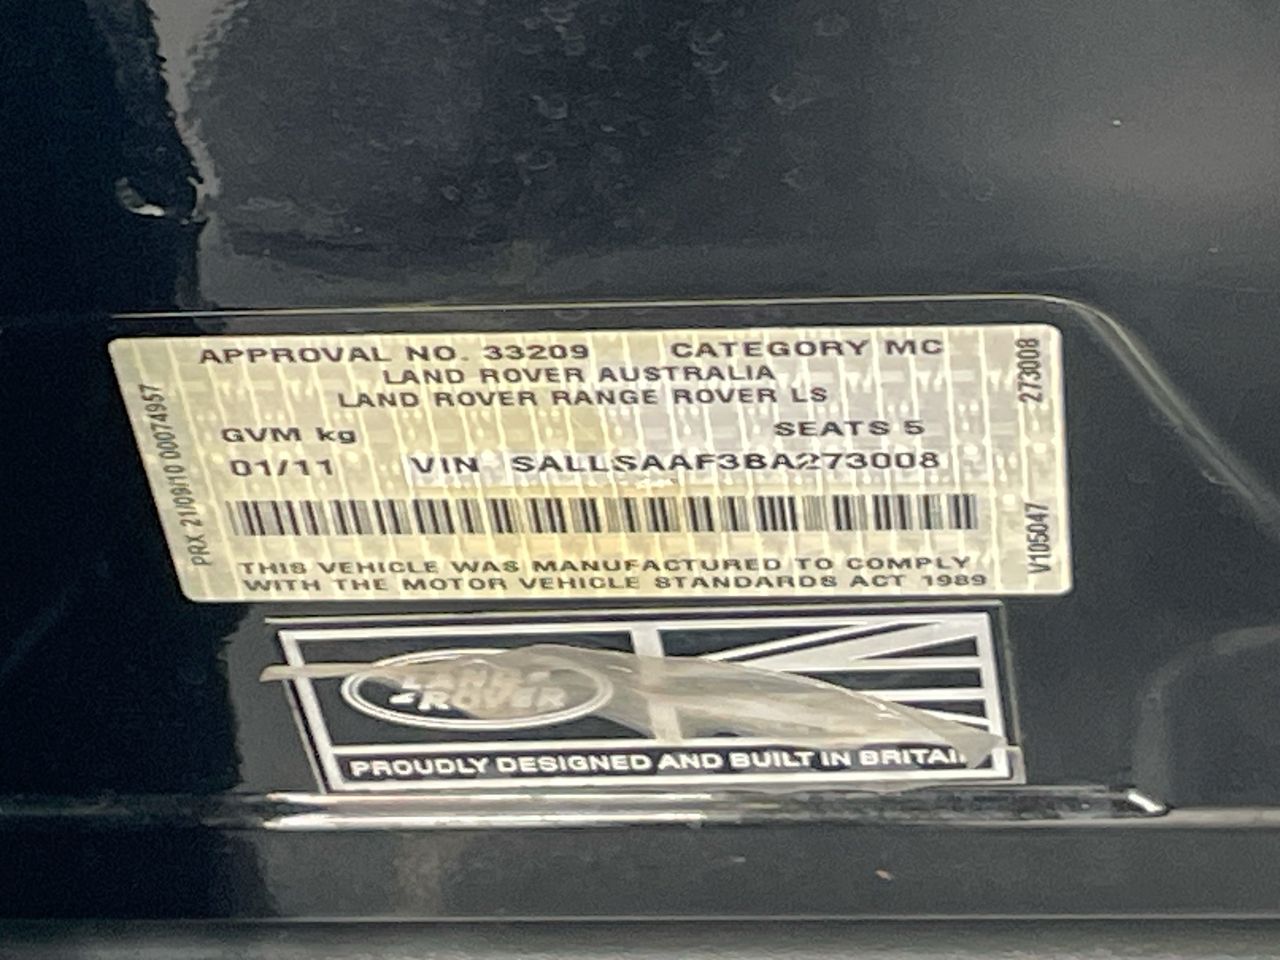 APPROVAL NO. 33209 CATEGORY MC
LAND ROVER AUSTRALIA
LAND ROVER RANGE ROVER LS
GVM kg SEATS 5
01/11 VIN SALLSAAF3BA273008
THIS VEHICLE WAS MANUFACTURED TO COMPLY
WITH THE MOTOR VEHICLE STANDARDS ACT 1989
PRX 21/09/10 00074957
V105047 273008
LAND-
ROVER
PROUDLY DESIGNED AND BUILT IN BRITAIN